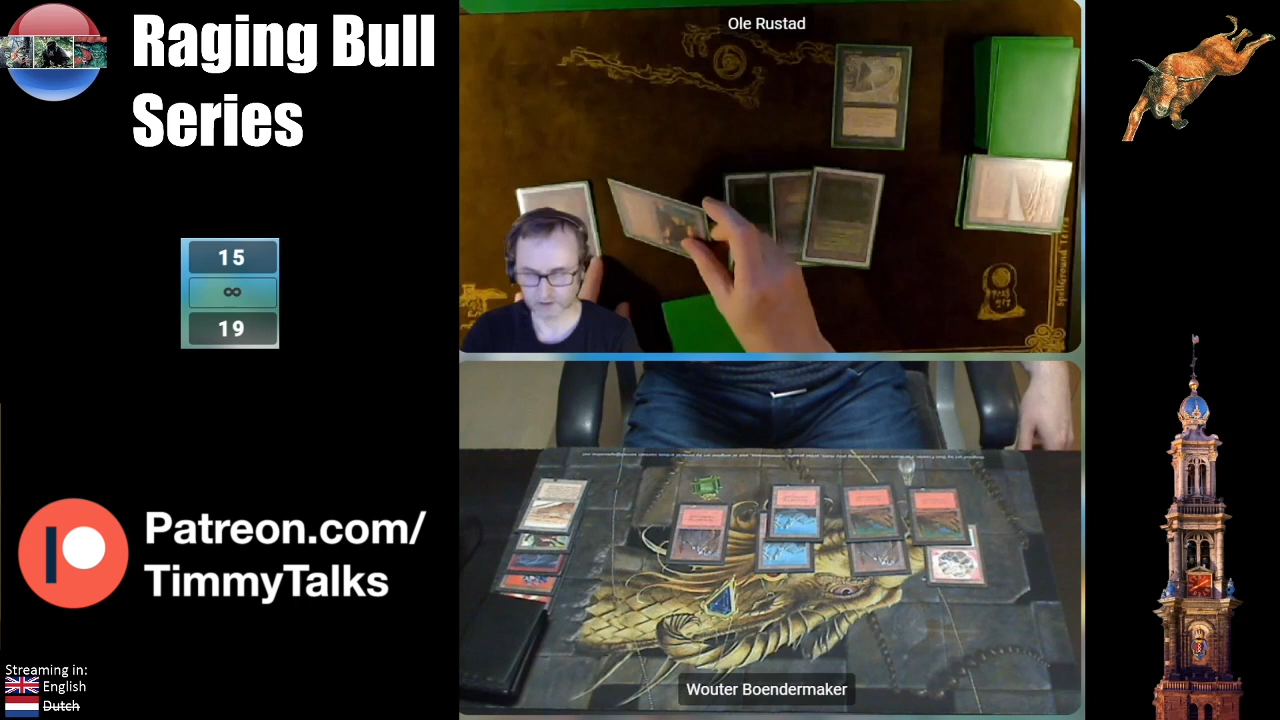 Raging Bull
Series
15
∞
19
Patreon.com/
TimmyTalks
Streaming in:
English
Dutch
Ole Rustad
Wouter Boendermaker